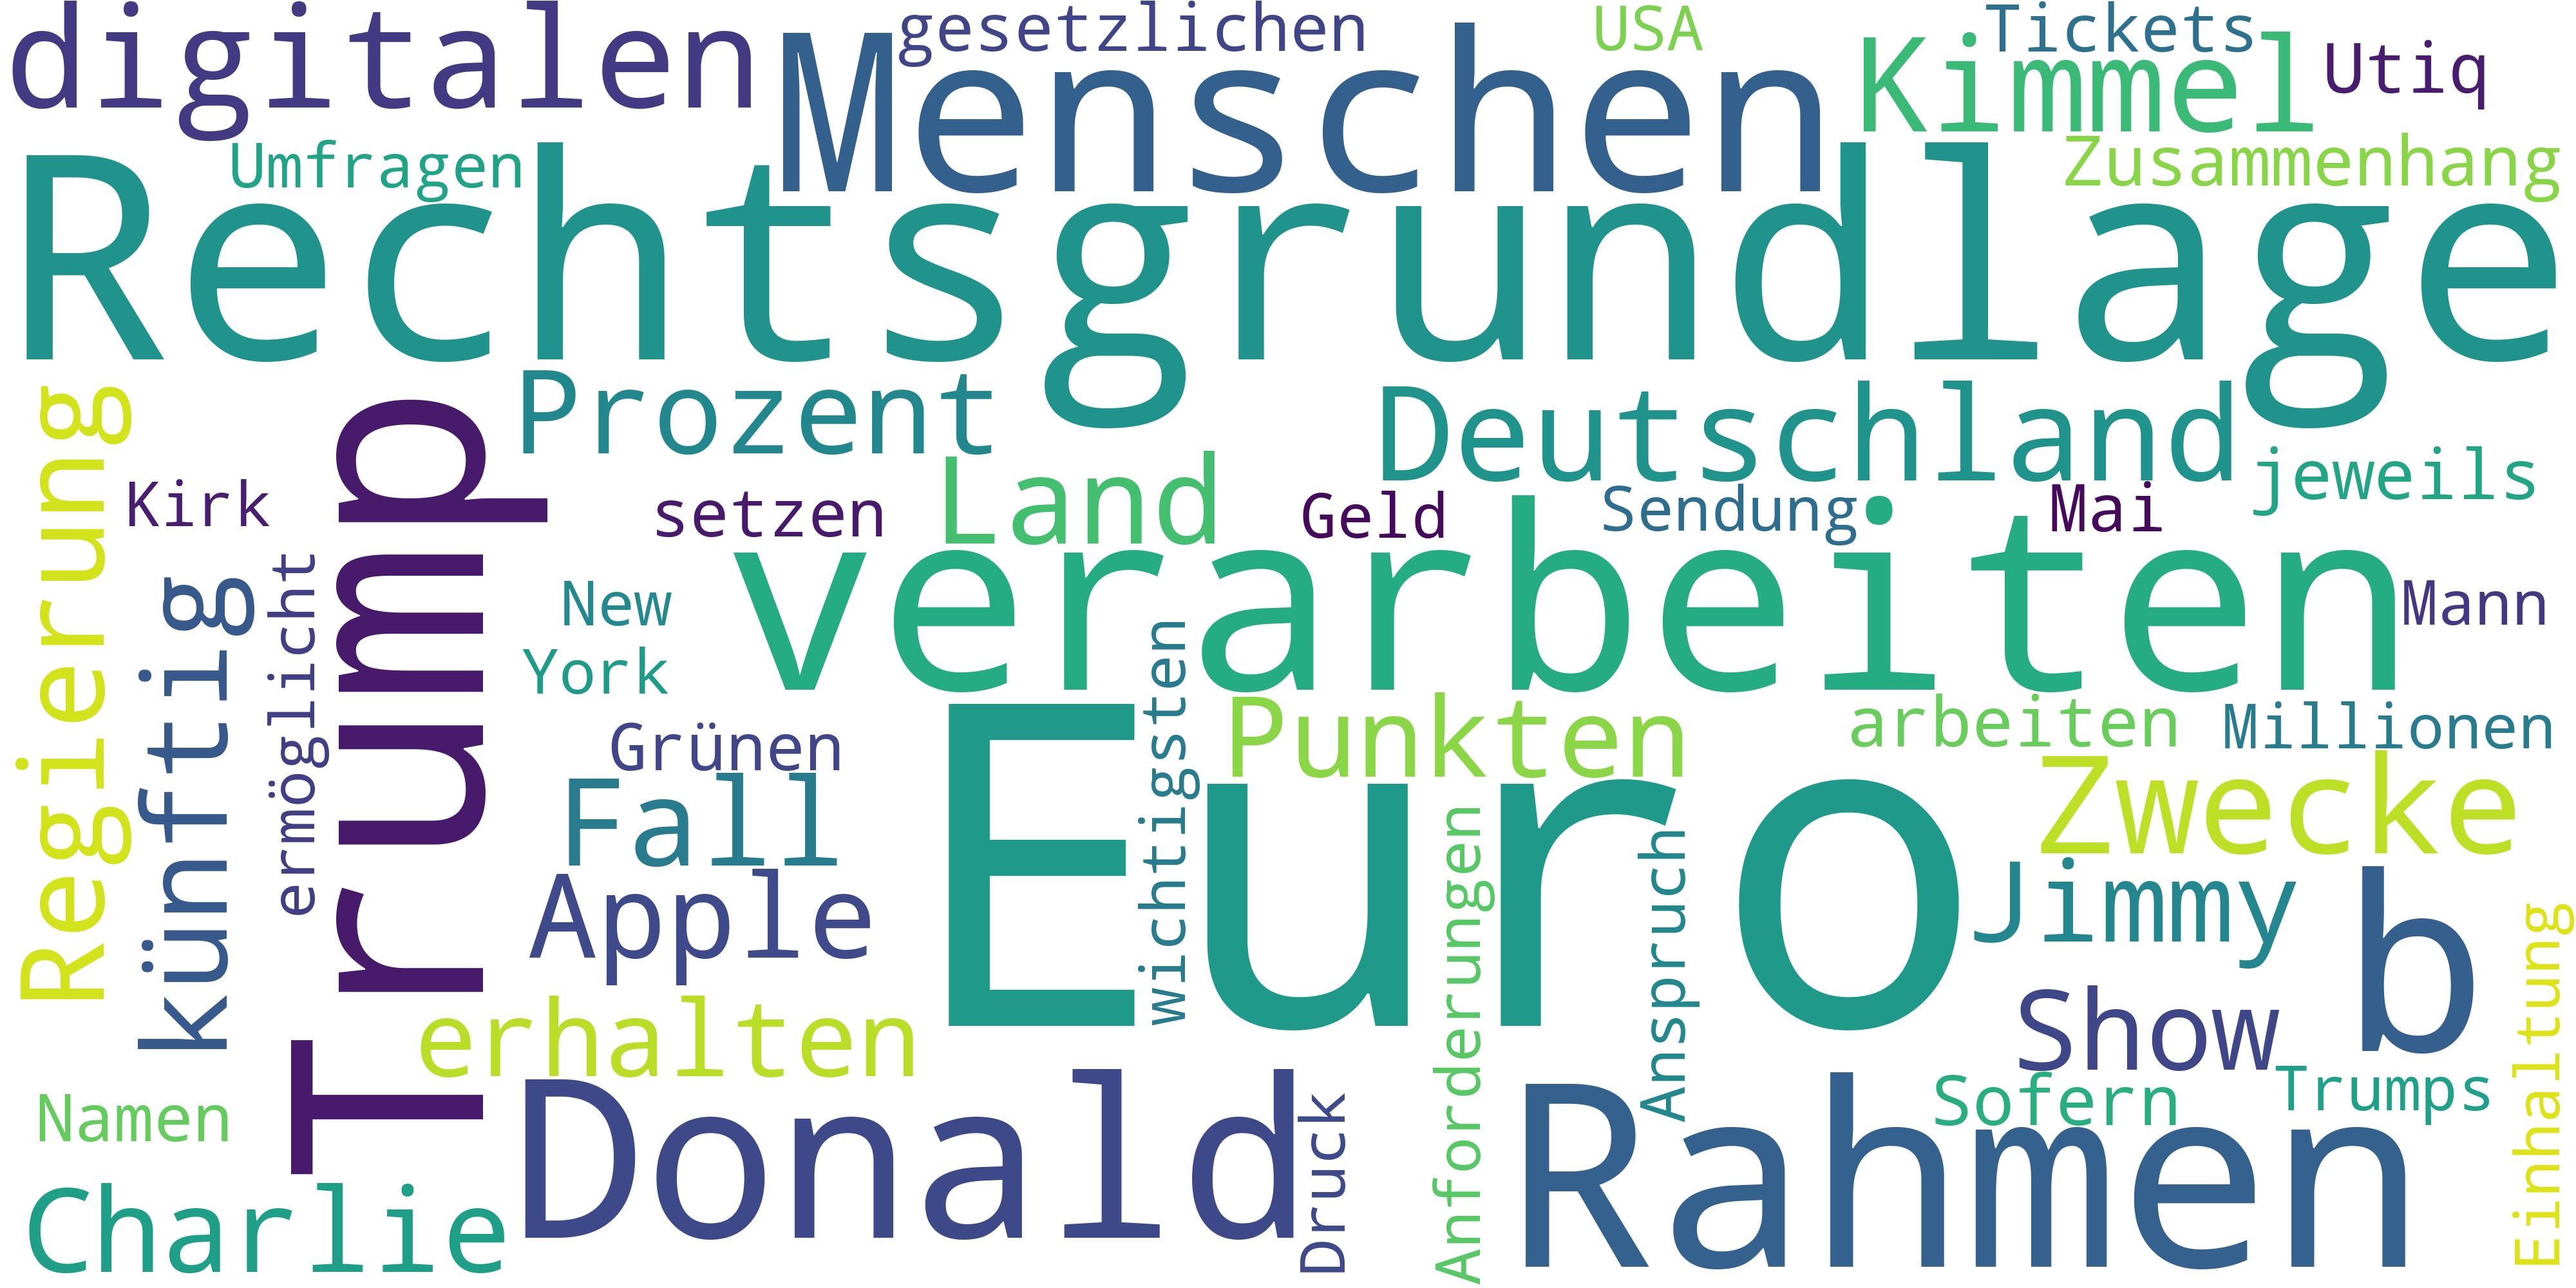 digitalen
gesetzlichen
USA
Tickets
Menschen
Kimmel
Utiq
Umfragen
Zusammenhang
Rechtsgrundlage
Regierung
Prozent
Deutschland
jeweils
Kirk
setzen
Land
Geld
Sendung
Mai
Trump
verarbeiten
künftig
ermöglicht
New
Mann
York
wichtigsten
Grünen
Punkten
arbeiten
Millionen
Euro
Fall
Zwecke
Apple
Anforderungen
Anspruch
Jimmy
b
erhalten
Show
Einhaltung
Namen
Donald
Druck
Rahmen
Sofern
Trumps
Charlie